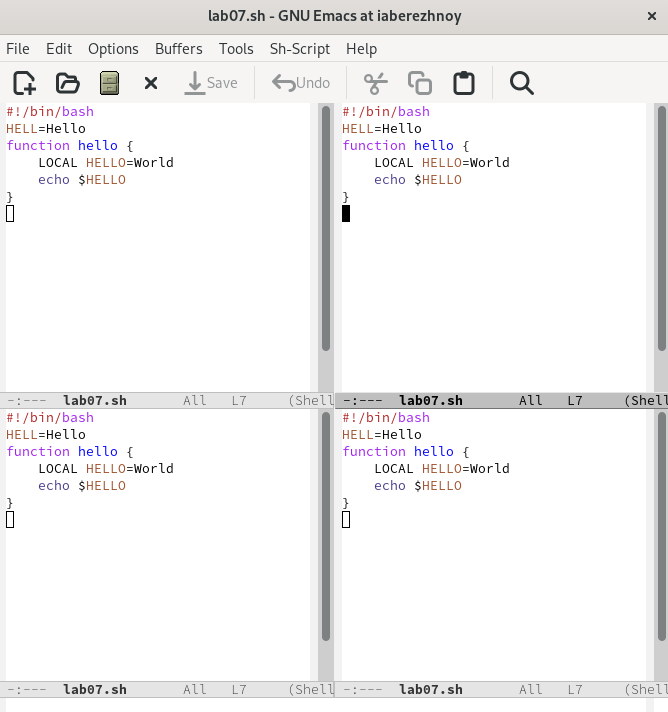 lab07.sh - GNU Emacs at iaberezhnoy ×
File Edit Options Buffers Tools Sh-Script Help
Save Undo
#!/bin/bash
HELL=Hello
function hello {
    LOCAL HELLO=World
    echo $HELLO
}
-:--- lab07.sh All L7 (Shell
#!/bin/bash
HELL=Hello
function hello {
    LOCAL HELLO=World
    echo $HELLO
}
-:--- lab07.sh All L7 (Shell
#!/bin/bash
HELL=Hello
function hello {
    LOCAL HELLO=World
    echo $HELLO
}
-:--- lab07.sh All L7 (Shell
#!/bin/bash
HELL=Hello
function hello {
    LOCAL HELLO=World
    echo $HELLO
}
-:--- lab07.sh All L7 (Shell